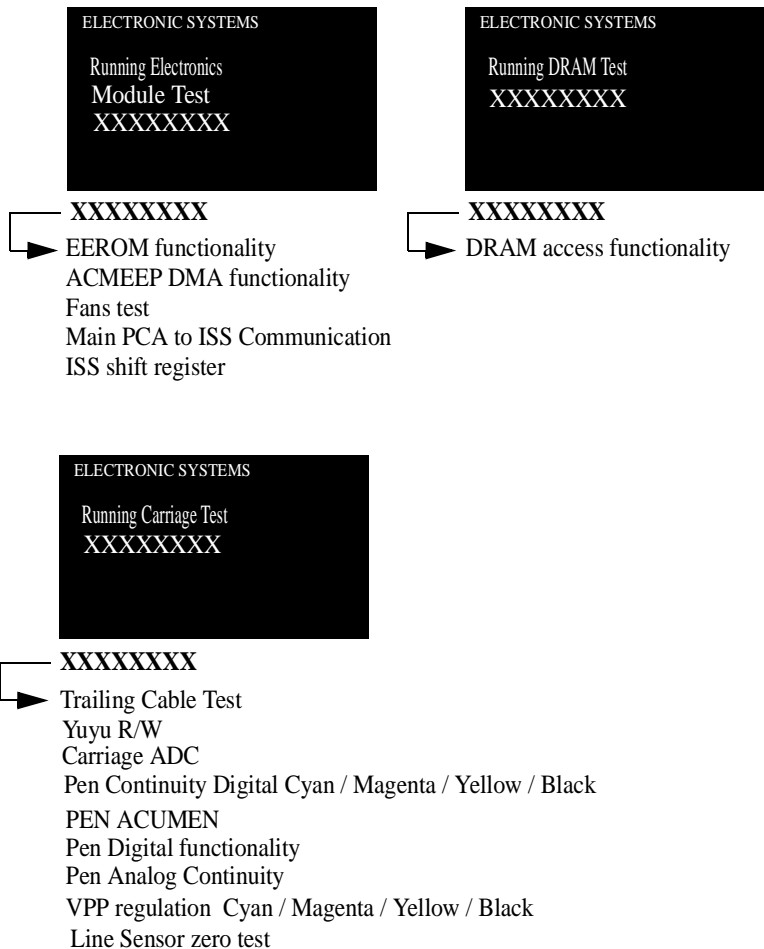 ELECTRONIC SYSTEMS
Running Electronics
Module Test
XXXXXXXX
XXXXXXXX
EEROM functionality
ACMEEP DMA functionality
Fans test
Main PCA to ISS Communication
ISS shift register
ELECTRONIC SYSTEMS
Running DRAM Test
XXXXXXXX
XXXXXXXX
DRAM access functionality
ELECTRONIC SYSTEMS
Running Carriage Test
XXXXXXXX
XXXXXXXX
Trailing Cable Test
Yuyu R/W
Carriage ADC
Pen Continuity Digital Cyan / Magenta / Yellow / Black
PEN ACUMEN
Pen Digital functionality
Pen Analog Continuity
VPP regulation Cyan / Magenta / Yellow / Black
Line Sensor zero test